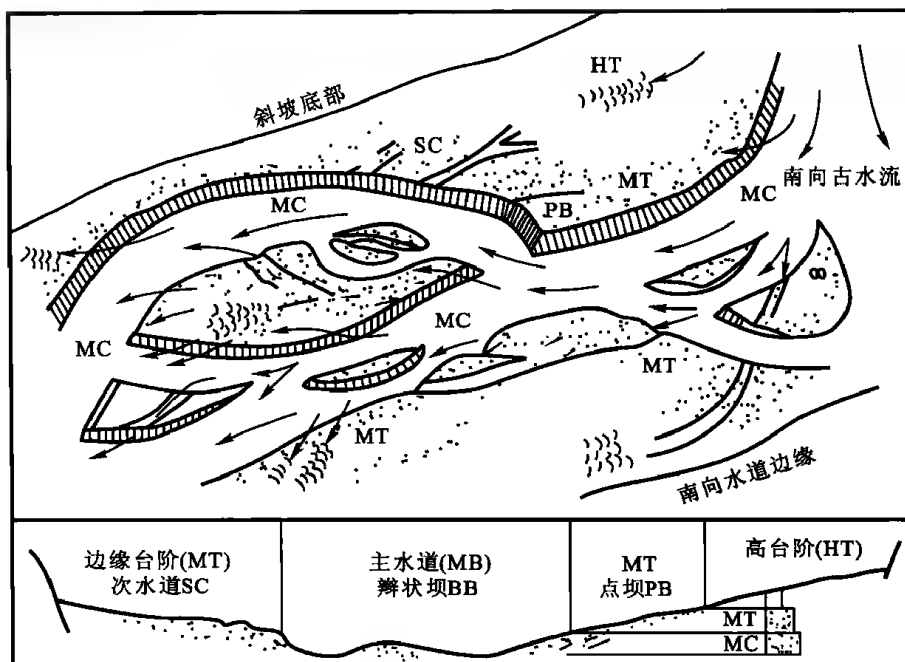 HT
斜坡底部
SC
MT
MC
南向古水流
PB
MC
8
MC
MC
MT
MT
南向水道边缘
边缘台阶(MT)
次水道SC
主水道(MB)
辫状坝BB
MT
点坝PB
高台阶(HT)
MT
MC